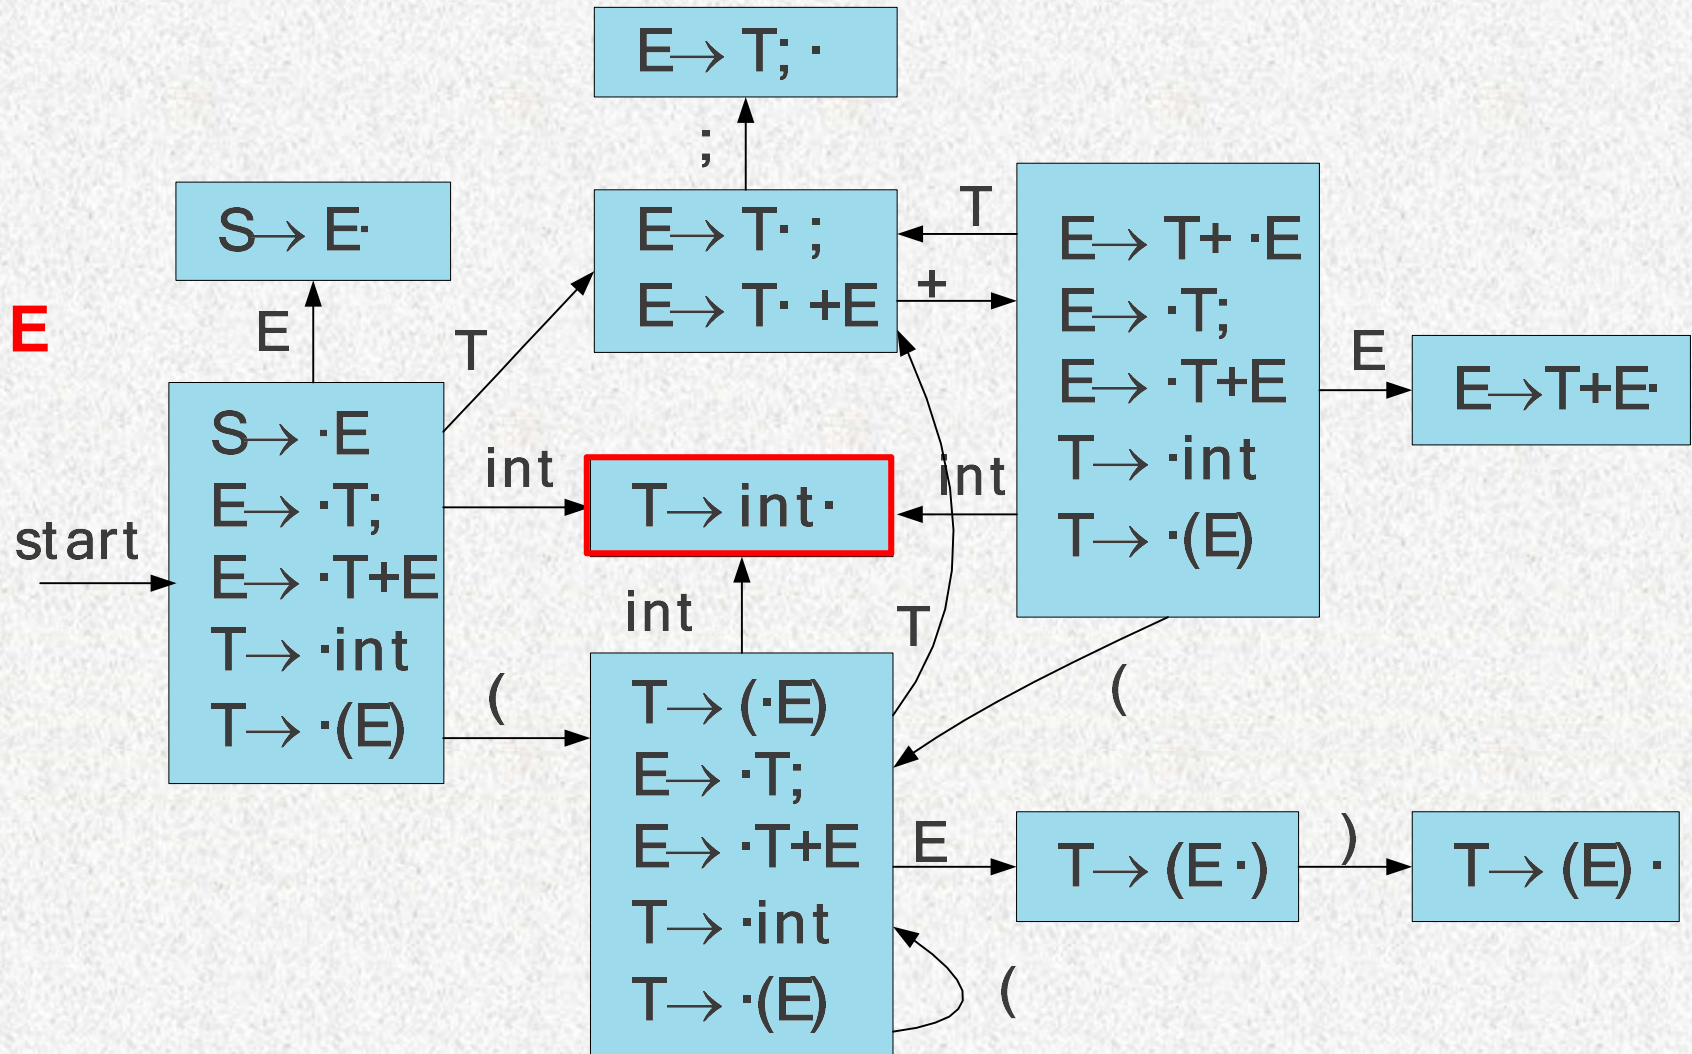 E→ T; ·
;
S→ E·
E→ T· ;
E→ T· +E
T
+
E→ T+ ·E
E→ ·T;
E→ ·T+E
T→ ·int
T→ ·(E)
E
E→T+E·
E
E
T
S→ ·E
E→ ·T;
E→ ·T+E
T→ ·int
T→ ·(E)
start
int
T→ int ·
int
int
T
(
(
T→ (·E)
E→ ·T;
E→ ·T+E
T→ ·int
T→ ·(E)
E
T→ (E ·)
)
T→ (E) ·
(